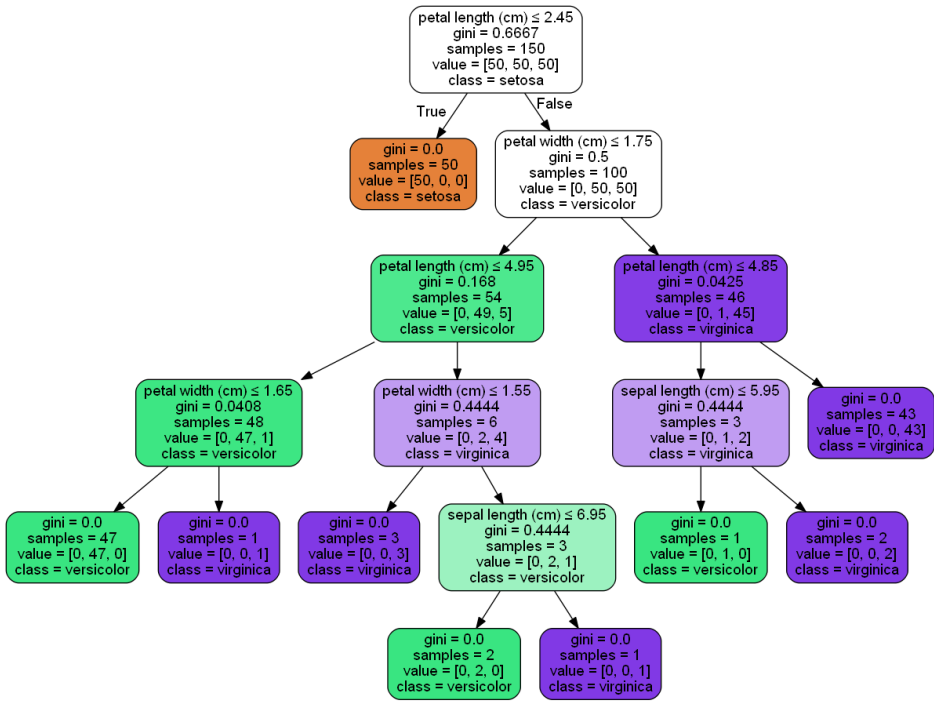 petal length (cm) ≤ 2.45
gini = 0.6667
samples = 150
value = [50, 50, 50]
class = setosa
True
False
gini = 0.0
samples = 50
value = [50, 0, 0]
class = setosa
petal width (cm) ≤ 1.75
gini = 0.5
samples = 100
value = [0, 50, 50]
class = versicolor
petal length (cm) ≤ 4.95
gini = 0.168
samples = 54
value = [0, 49, 5]
class = versicolor
petal length (cm) ≤ 4.85
gini = 0.0425
samples = 46
value = [0, 1, 45]
class = virginica
petal width (cm) ≤ 1.65
gini = 0.0408
samples = 48
value = [0, 47, 1]
class = versicolor
petal width (cm) ≤ 1.55
gini = 0.4444
samples = 6
value = [0, 2, 4]
class = virginica
sepal length (cm) ≤ 5.95
gini = 0.4444
samples = 3
value = [0, 1, 2]
class = virginica
gini = 0.0
samples = 43
value = [0, 0, 43]
class = virginica
gini = 0.0
samples = 47
value = [0, 47, 0]
class = versicolor
gini = 0.0
samples = 1
value = [0, 0, 1]
class = virginica
gini = 0.0
samples = 3
value = [0, 0, 3]
class = virginica
sepal length (cm) ≤ 6.95
gini = 0.4444
samples = 3
value = [0, 2, 1]
class = versicolor
gini = 0.0
samples = 1
value = [0, 1, 0]
class = versicolor
gini = 0.0
samples = 2
value = [0, 0, 2]
class = virginica
gini = 0.0
samples = 2
value = [0, 2, 0]
class = versicolor
gini = 0.0
samples = 1
value = [0, 0, 1]
class = virginica